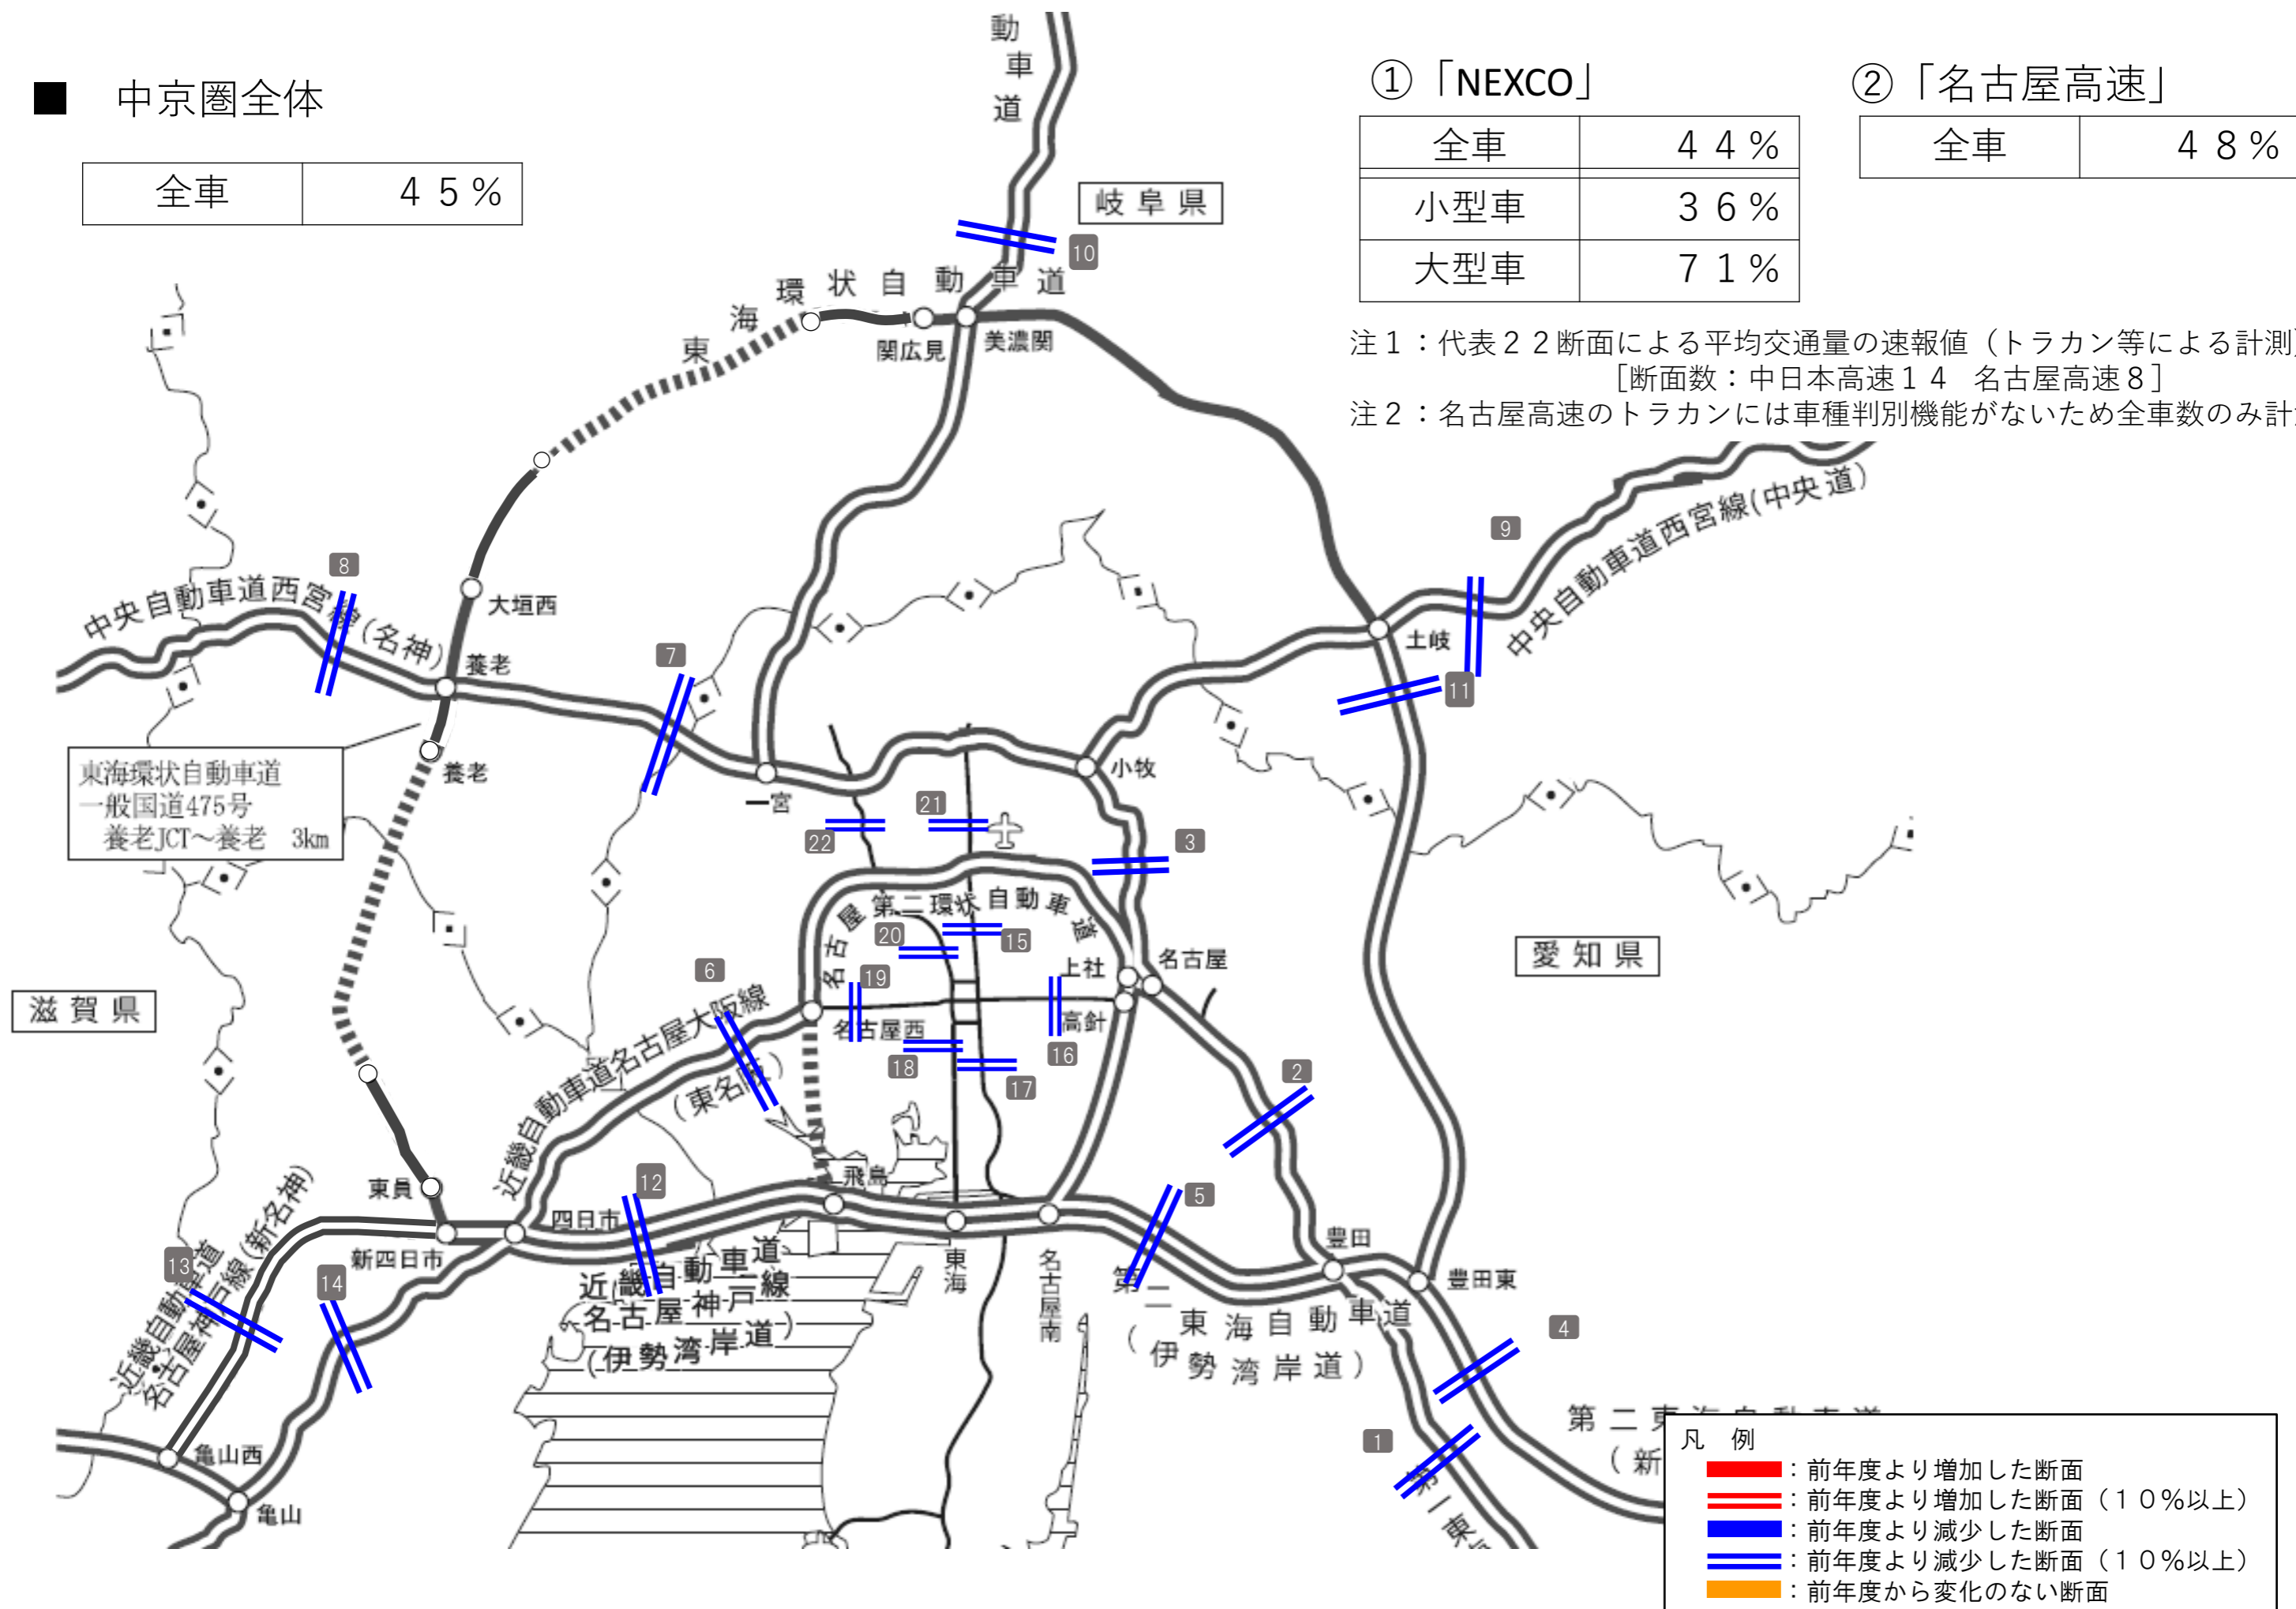 ■　中京圏全体
全車　４５％
①「NEXCO」
全車　４４％
小型車　３６％
大型車　７１％
②「名古屋高速」
全車　４８％
注１：代表２２断面による平均交通量の速報値（トラカン等による計測）
［断面数：中日本高速１４　名古屋高速８］
注２：名古屋高速のトラカンには車種判別機能がないため全車数のみ計
動車道
岐阜県
10
東海環状自動車道
関広見
美濃関
9
中央自動車道西宮線(中央道)
8
中央自動車道西宮線(名神)
大垣西
養老
7
土岐
11
東海環状自動車道
一般国道475号
養老JCT～養老　3km
養老
一宮
小牧
21
22
3
名古屋第二環状自動車道
20
15
上社
名古屋
愛知県
滋賀県
6
19
名古屋西
高針
近畿自動車道名古屋大阪線
(東名阪)
18
16
17
2
東員
飛島
12
5
四日市
新四日市
近畿自動車道
名古屋神戸線(新名神)
13
14
近畿自動車道
名古屋神戸線
(伊勢湾岸道)
東海
名古屋南
豊田
豊田東
第二東海自動車道
(伊勢湾岸道)
4
1
亀山西
亀山
第一東
第二東海自動車道
(新
凡　例
：前年度より増加した断面
：前年度より増加した断面（１０％以上）
：前年度より減少した断面
：前年度より減少した断面（１０％以上）
：前年度から変化のない断面